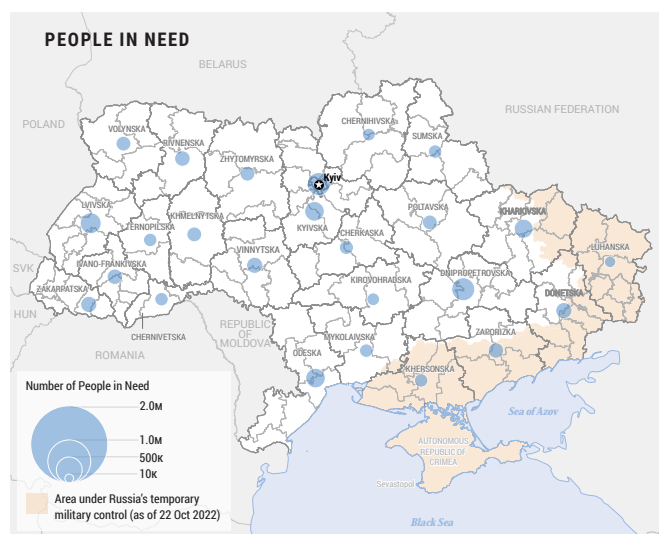 PEOPLE IN NEED
BELARUS
RUSSIAN FEDERATION
POLAND
CHERNIHIVSKA
VOLYNSKA
RIVNENSKA
SUMSKA
ZHYTOMYRSKA
Kyiv
LVIVSKA
KHMELNYTSKA
POLTAVSKA
KHARKIVSKA
TERNOPILSKA
KYIVSKA
CHERKASKA
LUHANSKA
VINNYTSKA
IVANO-FRANKIVSKA
SVK
DNIPROPETROVSKA
KIROVOHRADSKA
ZAKARPATSKA
DONETSKA
HUN
REPUBLIC
OF
MOLDOVA
CHERNIVETSKA
MYKOLAIVSKA
ZAPORIZKA
ROMANIA
ODESKA
KHERSONSKA
Number of People in Need
2.0M
1.0M
500K
10K
Sea of Azov
AUTONOMOUS
REPUBLIC OF
CRIMEA
Sevastopol
Area under Russia's temporary
military control (as of 22 Oct 2022)
Black Sea